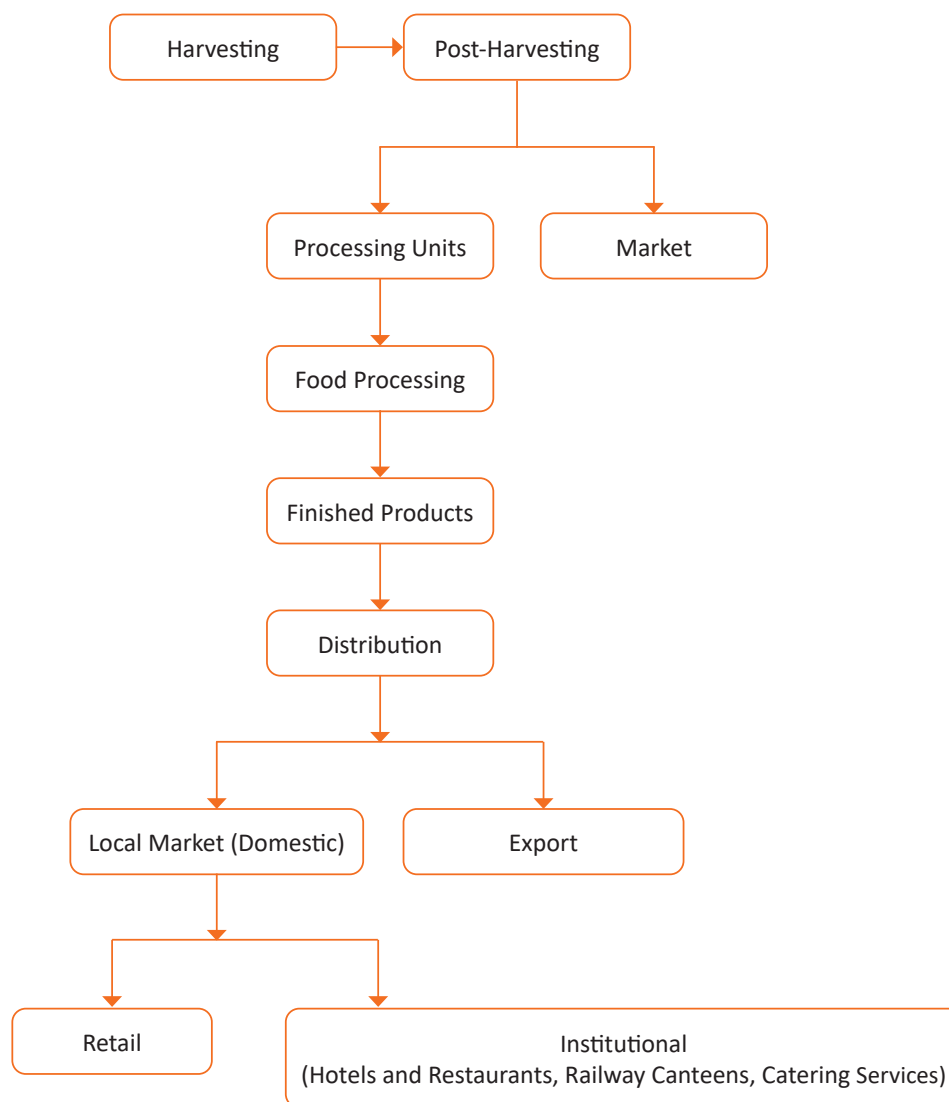 Harvesting
Post-Harvesting
Processing Units
Market
Food Processing
Finished Products
Distribution
Local Market (Domestic)
Export
Retail
Institutional
(Hotels and Restaurants, Railway Canteens, Catering Services)